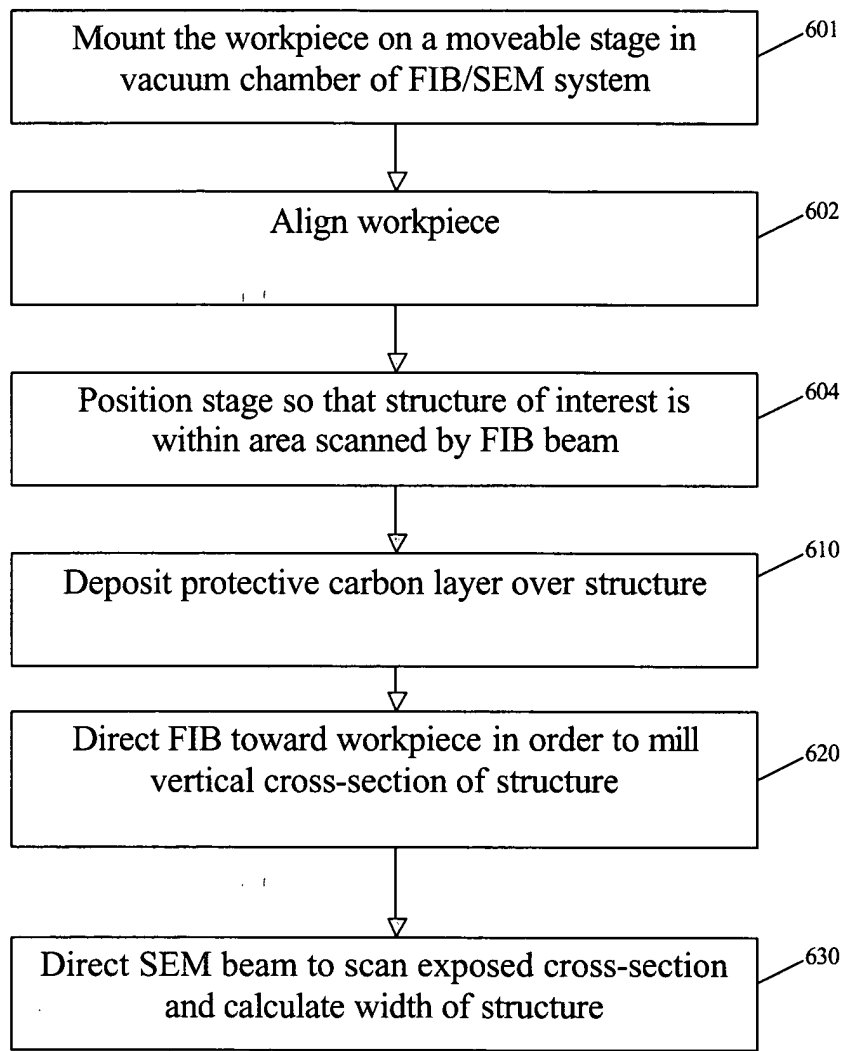 Mount the workpiece on a moveable stage in
vacuum chamber of FIB/SEM system
601
Align workpiece
602
Position stage so that structure of interest is
within area scanned by FIB beam
604
Deposit protective carbon layer over structure
610
Direct FIB toward workpiece in order to mill
vertical cross-section of structure
620
Direct SEM beam to scan exposed cross-section
and calculate width of structure
630